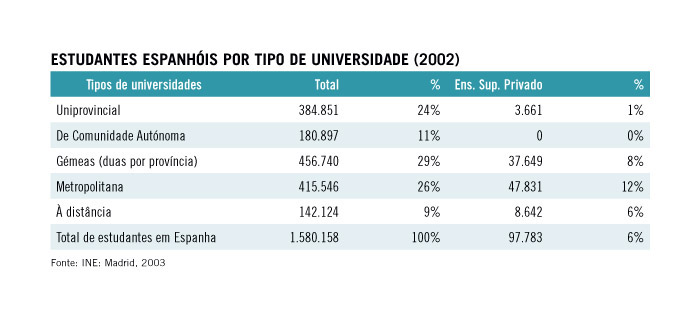 ESTUDANTES ESPANHÓIS POR TIPO DE UNIVERSIDADE (2002)
Tipos de universidades Total % Ens. Sup. Privado %
Uniprovincial 384.851 24% 3.661 1%
De Comunidade Autónoma 180.897 11% 0 0%
Gémeas (duas por província) 456.740 29% 37.649 8%
Metropolitana 415.546 26% 47.831 12%
À distância 142.124 9% 8.642 6%
Total de estudantes em Espanha 1.580.158 100% 97.783 6%
Fonte: INE: Madrid, 2003